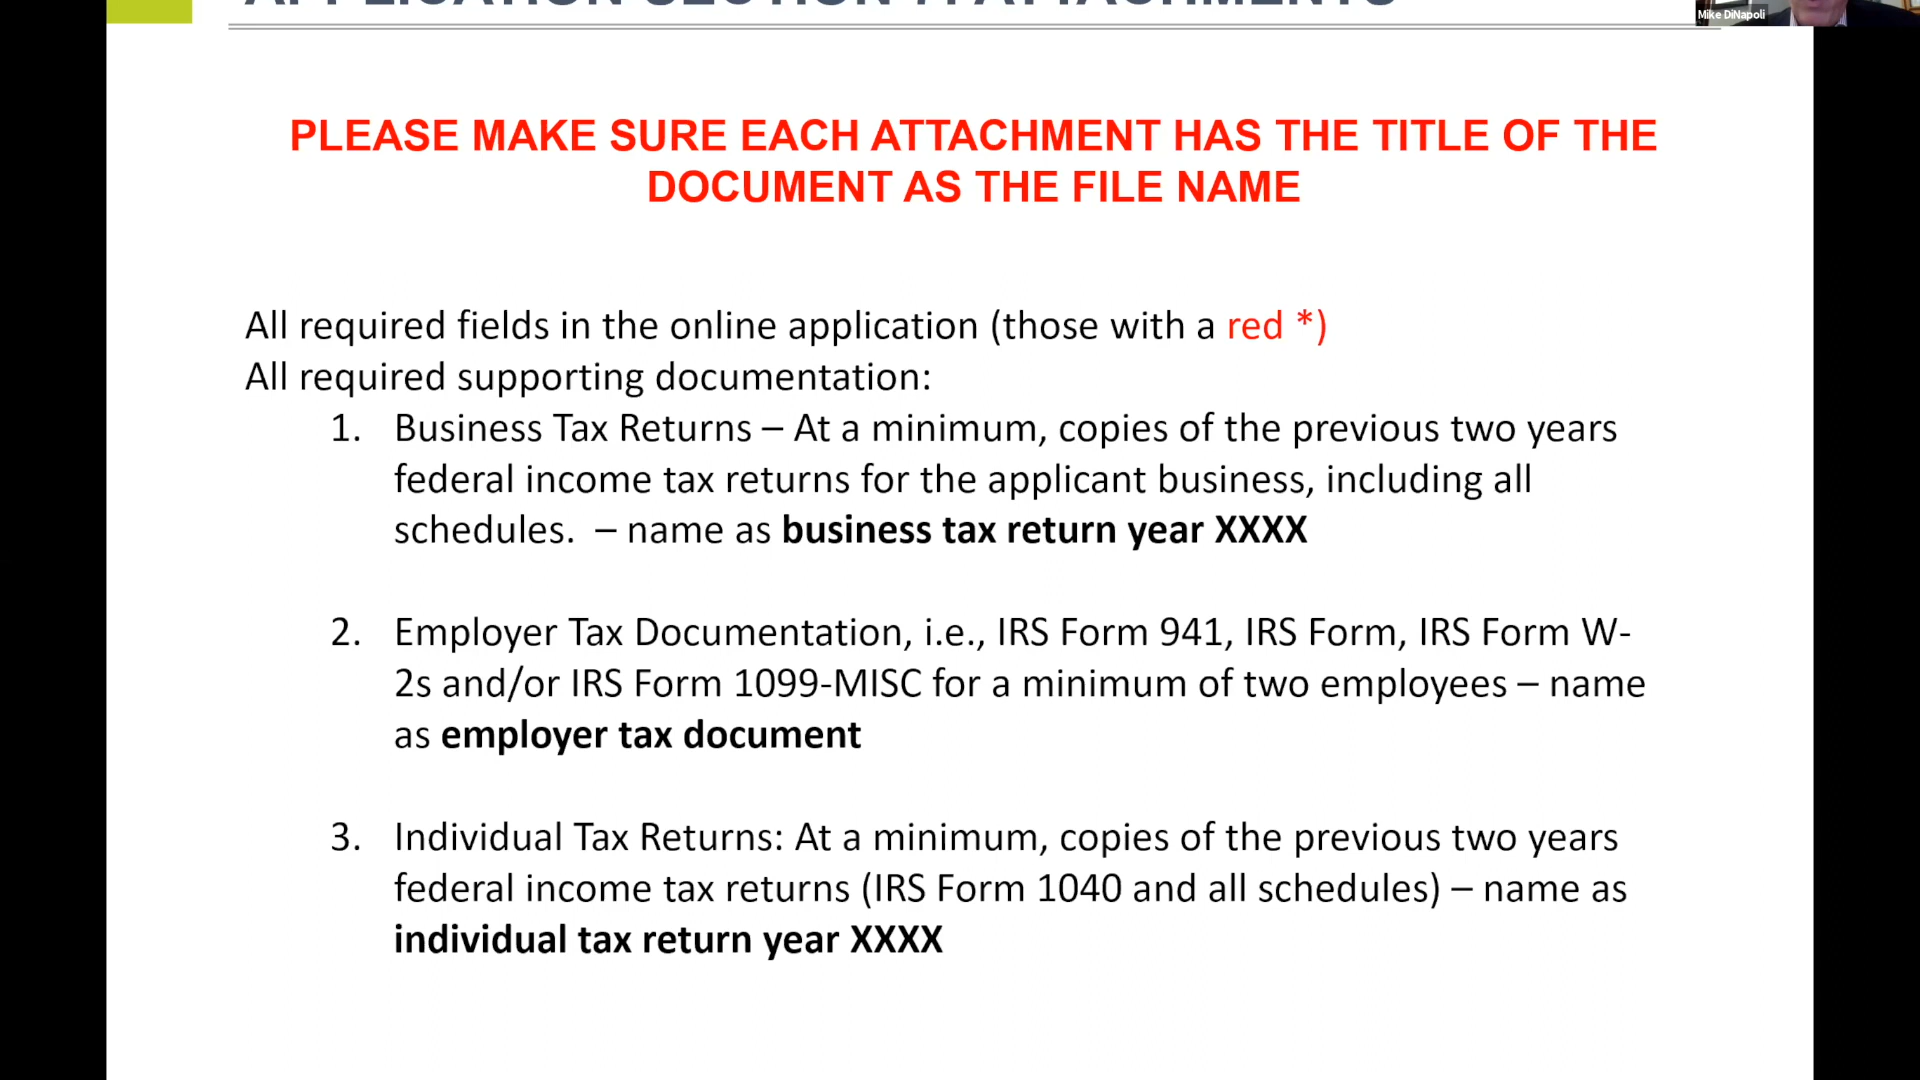 APPLICATION SECTION 7: ATTACHMENTS
Mike DiNapoli
PLEASE MAKE SURE EACH ATTACHMENT HAS THE TITLE OF THE
DOCUMENT AS THE FILE NAME
All required fields in the online application (those with a red *)
All required supporting documentation:
1. Business Tax Returns – At a minimum, copies of the previous two years
federal income tax returns for the applicant business, including all
schedules. – name as business tax return year XXXX
2. Employer Tax Documentation, i.e., IRS Form 941, IRS Form, IRS Form W-
2s and/or IRS Form 1099-MISC for a minimum of two employees – name
as employer tax document
3. Individual Tax Returns: At a minimum, copies of the previous two years
federal income tax returns (IRS Form 1040 and all schedules) – name as
individual tax return year XXXX